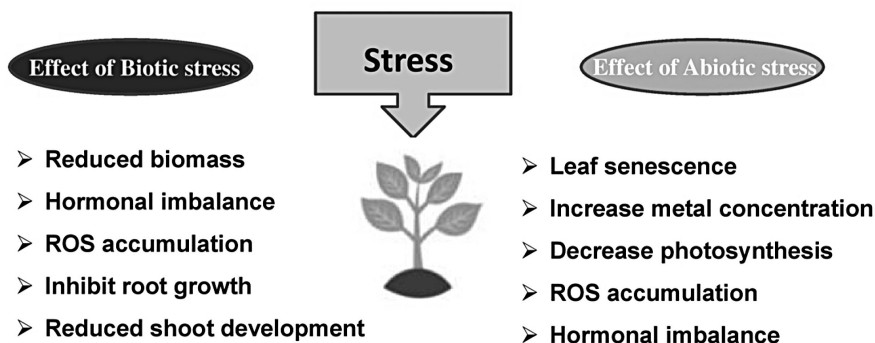 Stress
Effect of Biotic stress
Effect of Abiotic stress
➢ Reduced biomass
➢ Hormonal imbalance
➢ ROS accumulation
➢ Inhibit root growth
➢ Reduced shoot development
➢ Leaf senescence
➢ Increase metal concentration
➢ Decrease photosynthesis
➢ ROS accumulation
➢ Hormonal imbalance